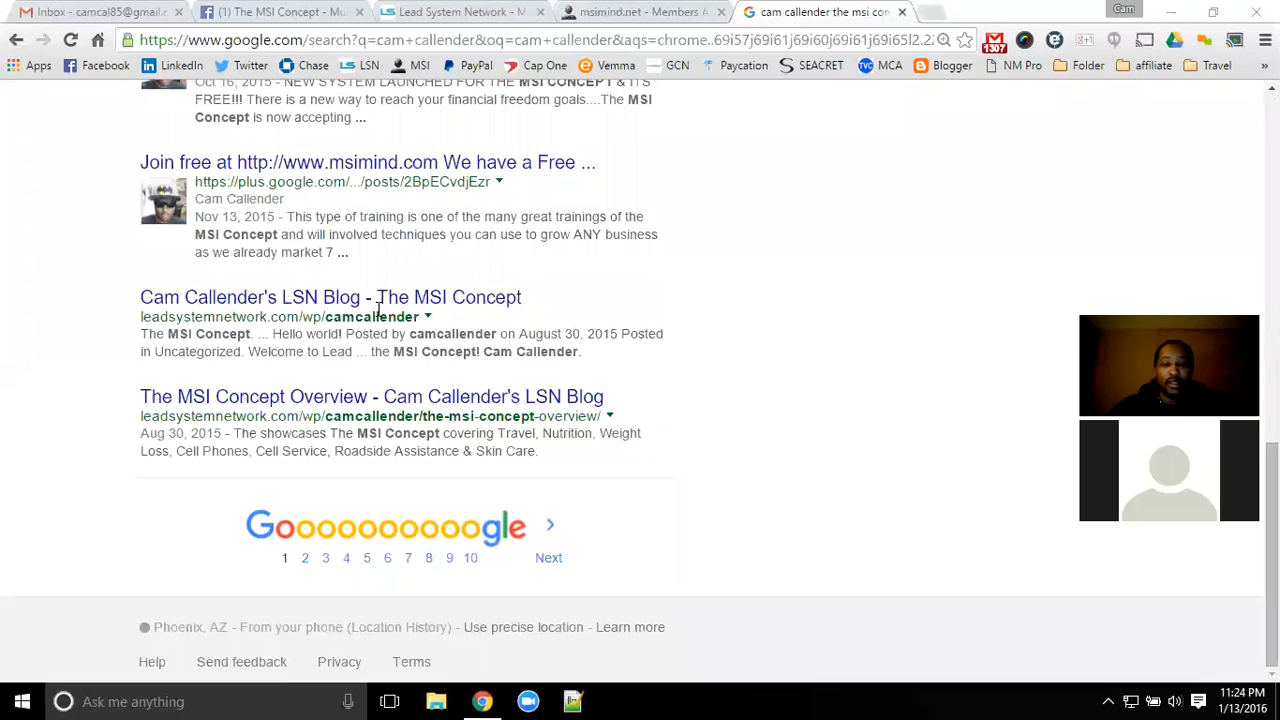 Inbox - camcal85@gmail.c
(1) The MSI Concept - Mu
Lead System Network - M
msimind.net - Members A
cam callender the msi con
Cam
https://www.google.com/search?q=cam+callender&oq=cam+callender&aqs=chrome..69i57j69i61j69i60j69i61j69i65l2.2
1307
Apps Facebook LinkedIn Twitter Chase LSN MSI PayPal Cap One Vemma GCN Paycation SEACRET MCA Blogger NM Pro Folder affiliate Travel
Oct 16, 2015 - NEW SYSTEM LAUNCHED FOR THE MSI CONCEPT & ITS
FREE!!! There is a new way to reach your financial freedom goals....The MSI
Concept is now accepting ...
Join free at http://www.msimind.com We have a Free ...
https://plus.google.com/.../posts/2BpECvdjEzr
Cam Callender
Nov 13, 2015 - This type of training is one of the many great trainings of the
MSI Concept and will involved techniques you can use to grow ANY business
as we already market 7 ...
Cam Callender's LSN Blog - The MSI Concept
leadsystemnetwork.com/wp/camcallender
The MSI Concept. ... Hello world! Posted by camcallender on August 30, 2015 Posted
in Uncategorized. Welcome to Lead ... the MSI Concept! Cam Callender.
The MSI Concept Overview - Cam Callender's LSN Blog
leadsystemnetwork.com/wp/camcallender/the-msi-concept-overview/
Aug 30, 2015 - The showcases The MSI Concept covering Travel, Nutrition, Weight
Loss, Cell Phones, Cell Service, Roadside Assistance & Skin Care.
Goooooooooogle
1 2 3 4 5 6 7 8 9 10 Next
Phoenix, AZ - From your phone (Location History) - Use precise location - Learn more
Help Send feedback Privacy Terms
Ask me anything
11:24 PM
1/13/2016